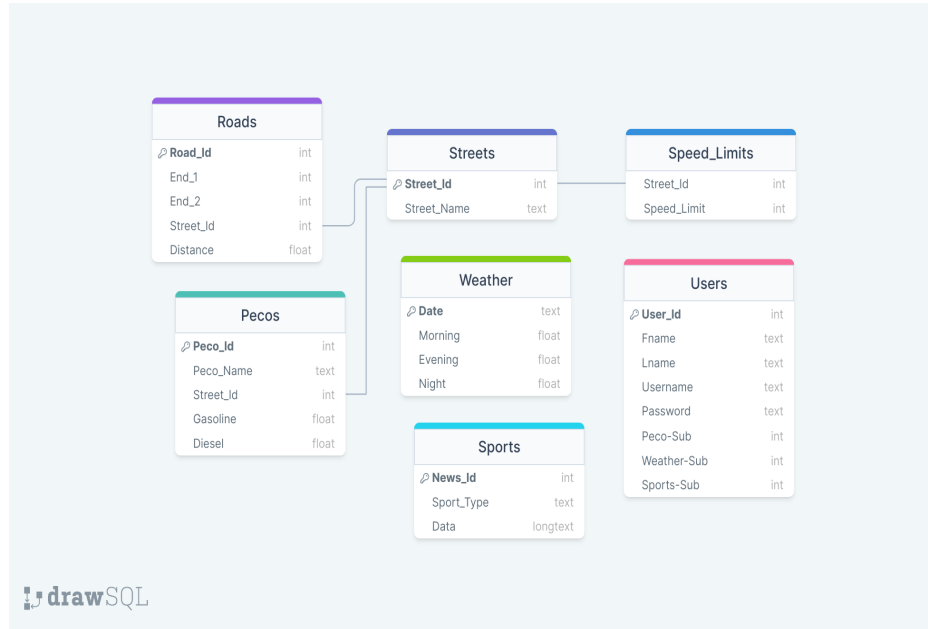 Roads
Road_Id int
End_1 int
End_2 int
Street_Id int
Distance float
Streets
Street_Id int
Street_Name text
Speed_Limits
Street_Id int
Speed_Limit int
Pecos
Peco_Id int
Peco_Name text
Street_Id int
Gasoline float
Diesel float
Weather
Date text
Morning float
Evening float
Night float
Users
User_Id int
Fname text
Lname text
Username text
Password text
Peco-Sub int
Weather-Sub int
Sports-Sub int
Sports
News_Id int
Sport_Type text
Data longtext
drawSQL